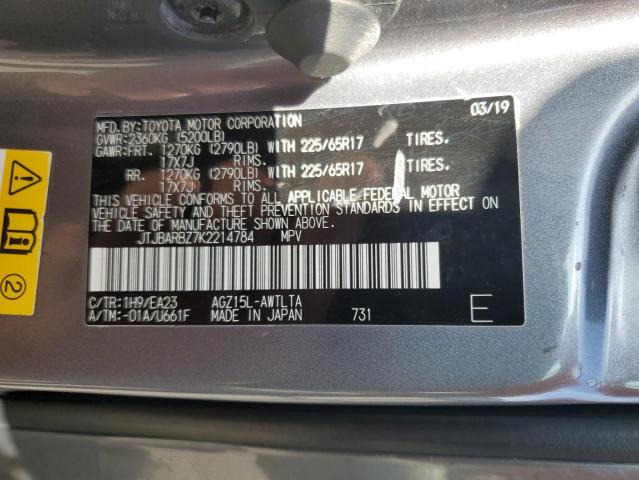 MFD.BY:TOYOTA MOTOR CORPORATION 03/19
GVWR:2360KG (5200LB)
GAWR:FRT. 1270KG (2790LB) WITH 225/65R17 TIRES.
17X7J RIMS.
RR. 1270KG (2790LB) WITH 225/65R17 TIRES.
17X7J RIMS.
THIS VEHICLE CONFORMS TO ALL APPLICABLE FEDERAL MOTOR
VEHICLE SAFETY AND THEFT PREVENTION STANDARDS IN EFFECT ON
THE DATE OF MANUFACTURE SHOWN ABOVE.
JTJBARBZ7K2214784 MPV
C/TR:1H9/EA23 AGZ15L-AWTLTA
A/TM:-01A/U661F MADE IN JAPAN 731 E
2